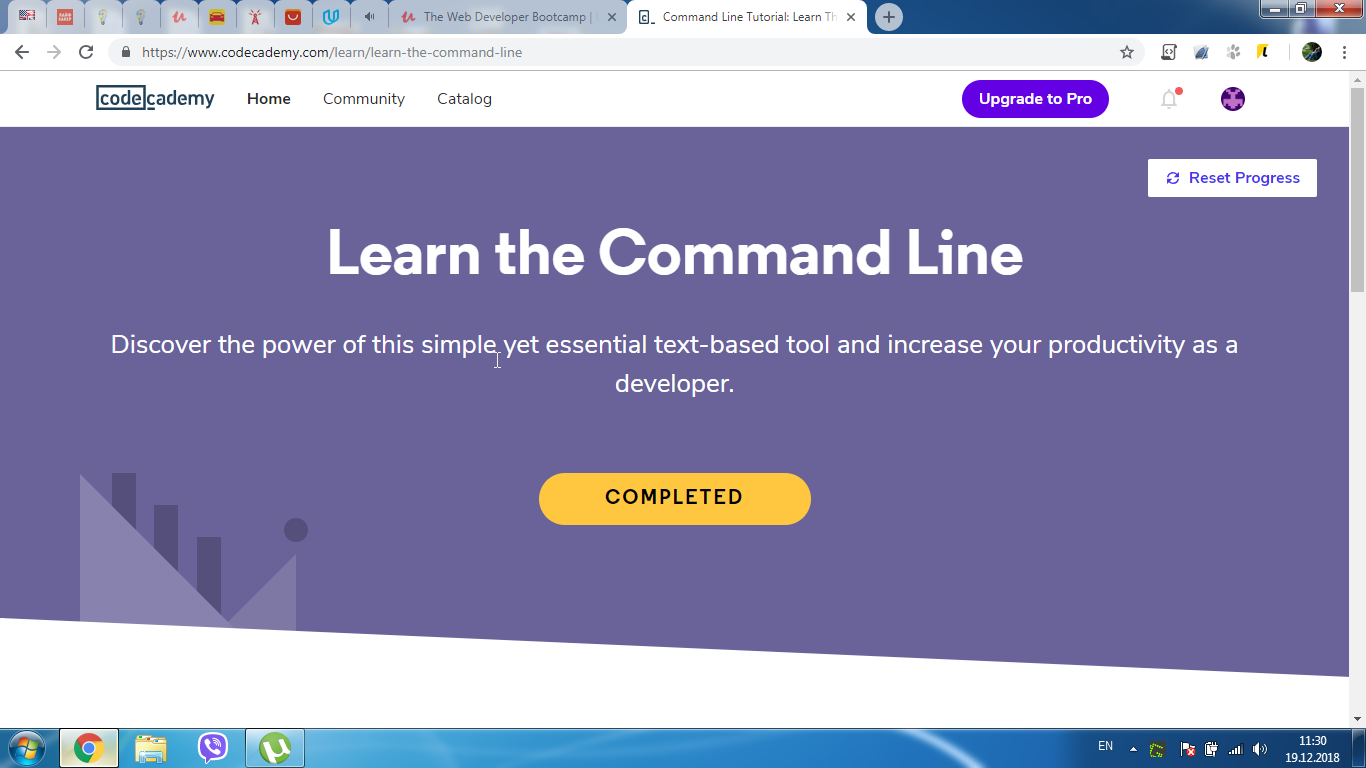 The Web Developer Bootcamp |
Command Line Tutorial: Learn Th
https://www.codecademy.com/learn/learn-the-command-line
codecademy
Home
Community
Catalog
Upgrade to Pro
Reset Progress
Learn the Command Line
Discover the power of this simple yet essential text-based tool and increase your productivity as a
developer.
COMPLETED
EN
11:30
19.12.2018